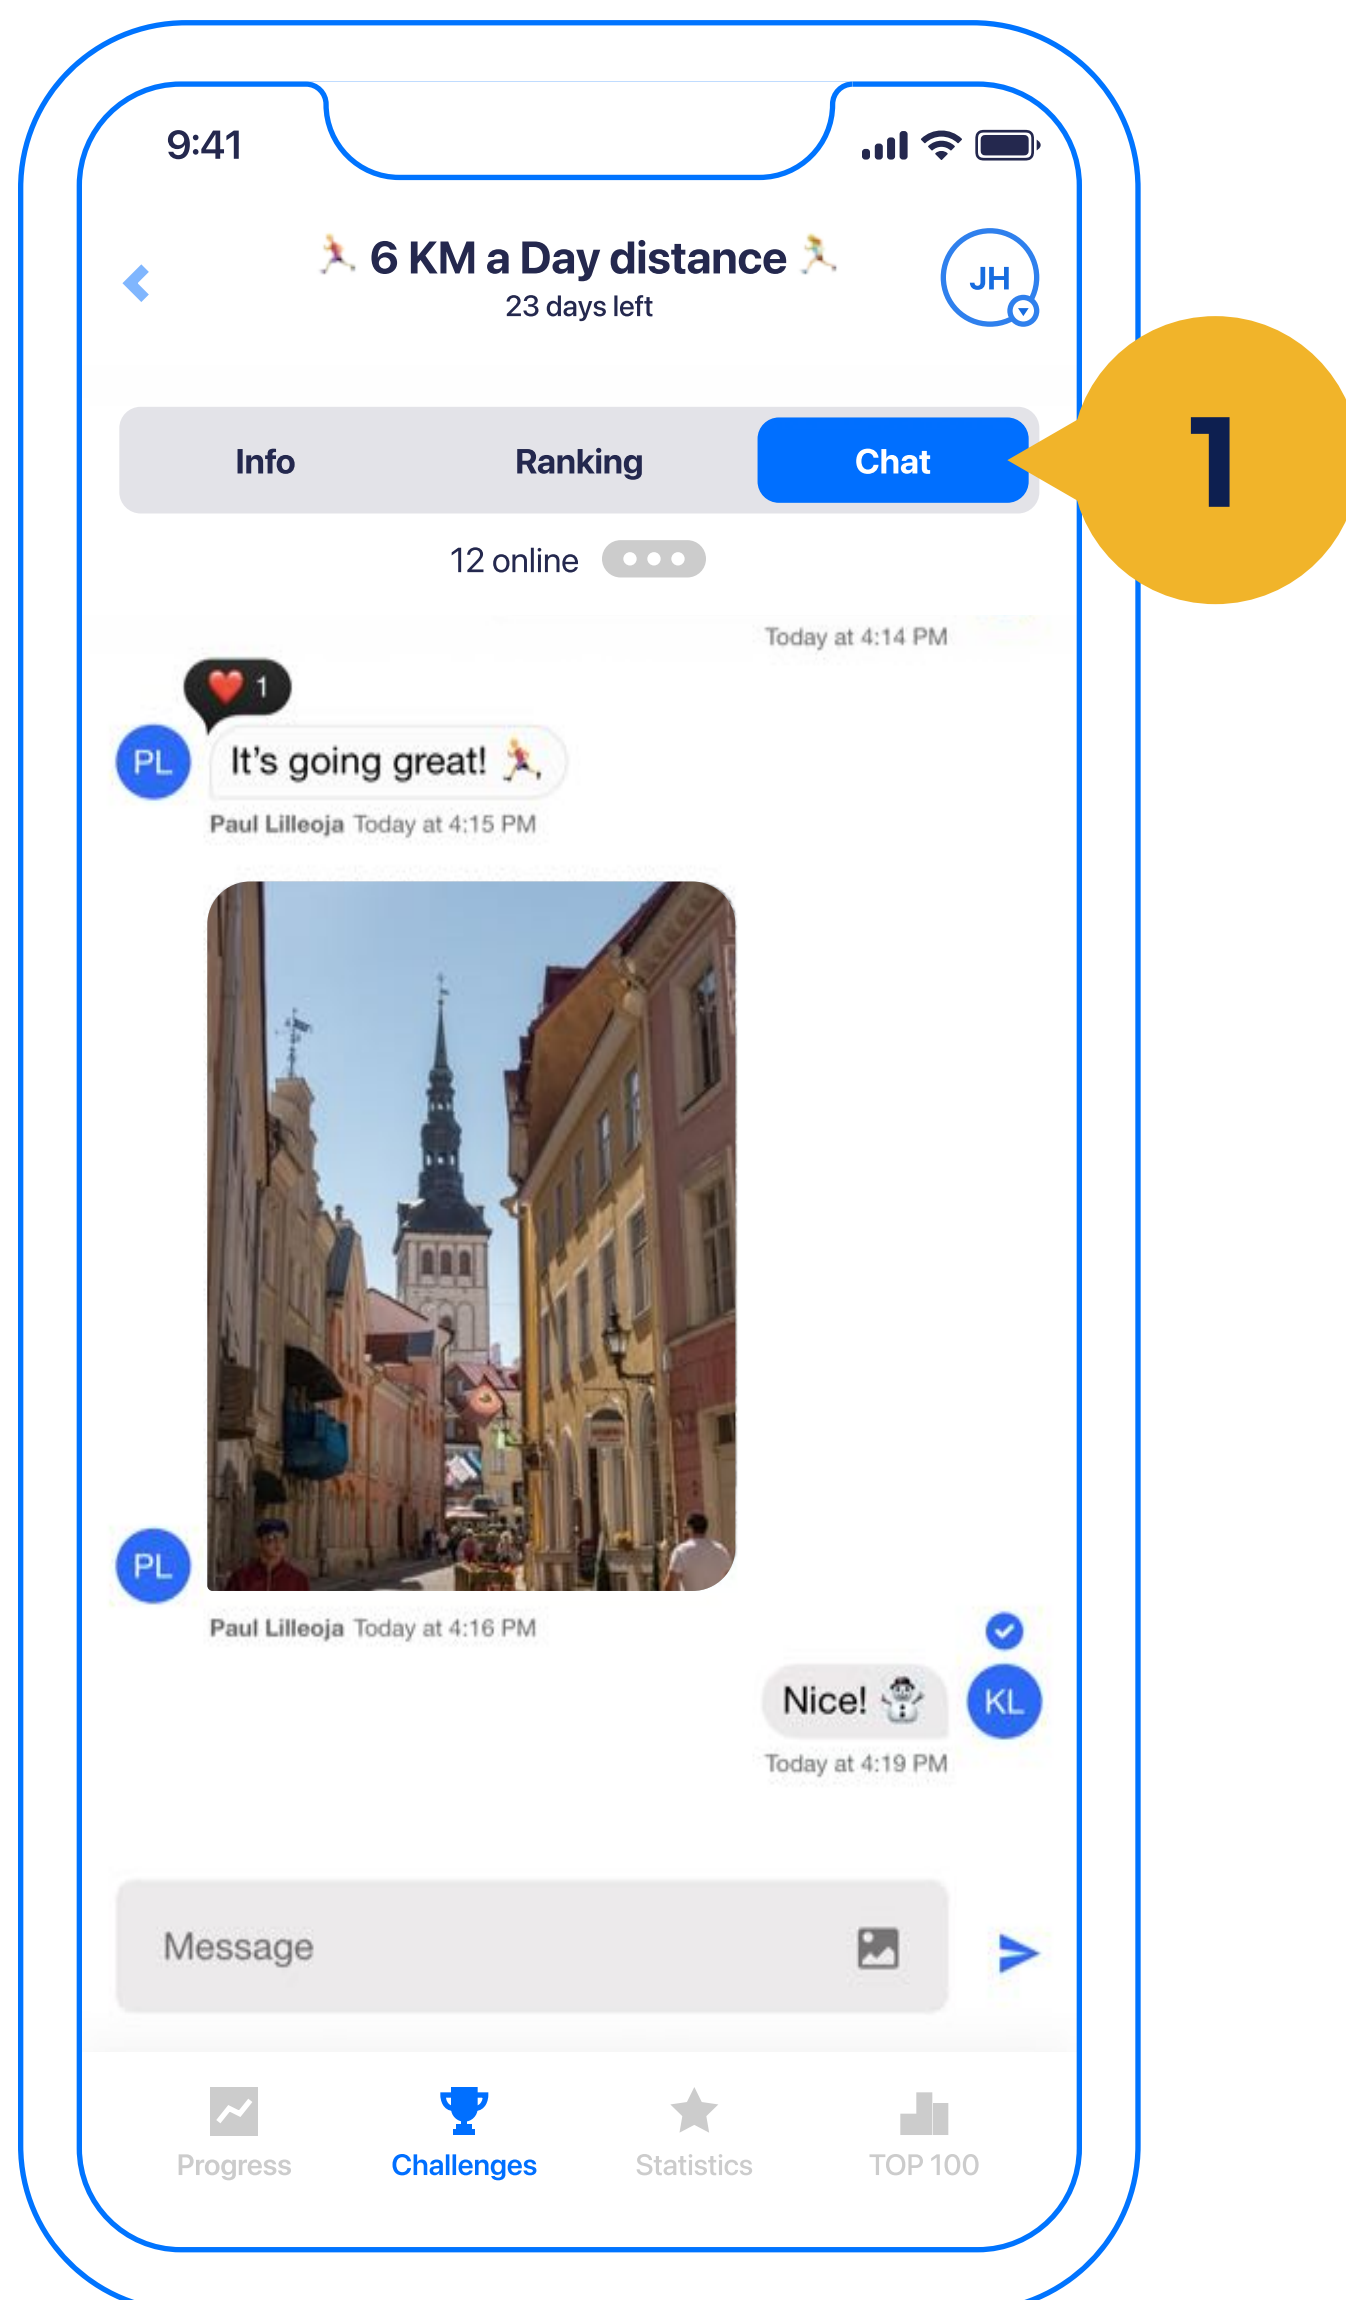 9:41
🏃 6 KM a Day distance 🏃
23 days left
JH
Info
Ranking
Chat
1
12 online
Today at 4:14 PM
❤️ 1
PL
It's going great! 🏃
Paul Lilleoja Today at 4:15 PM
PL
Paul Lilleoja Today at 4:16 PM
Nice! ☃️
KL
Today at 4:19 PM
Message
Progress
Challenges
Statistics
TOP 100